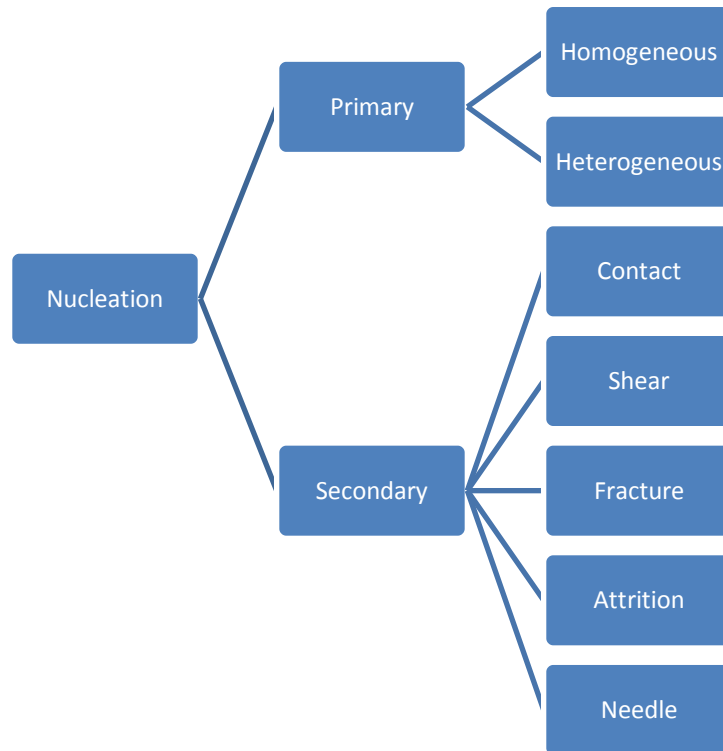 Nucleation
Primary
Homogeneous
Heterogeneous
Secondary
Contact
Shear
Fracture
Attrition
Needle